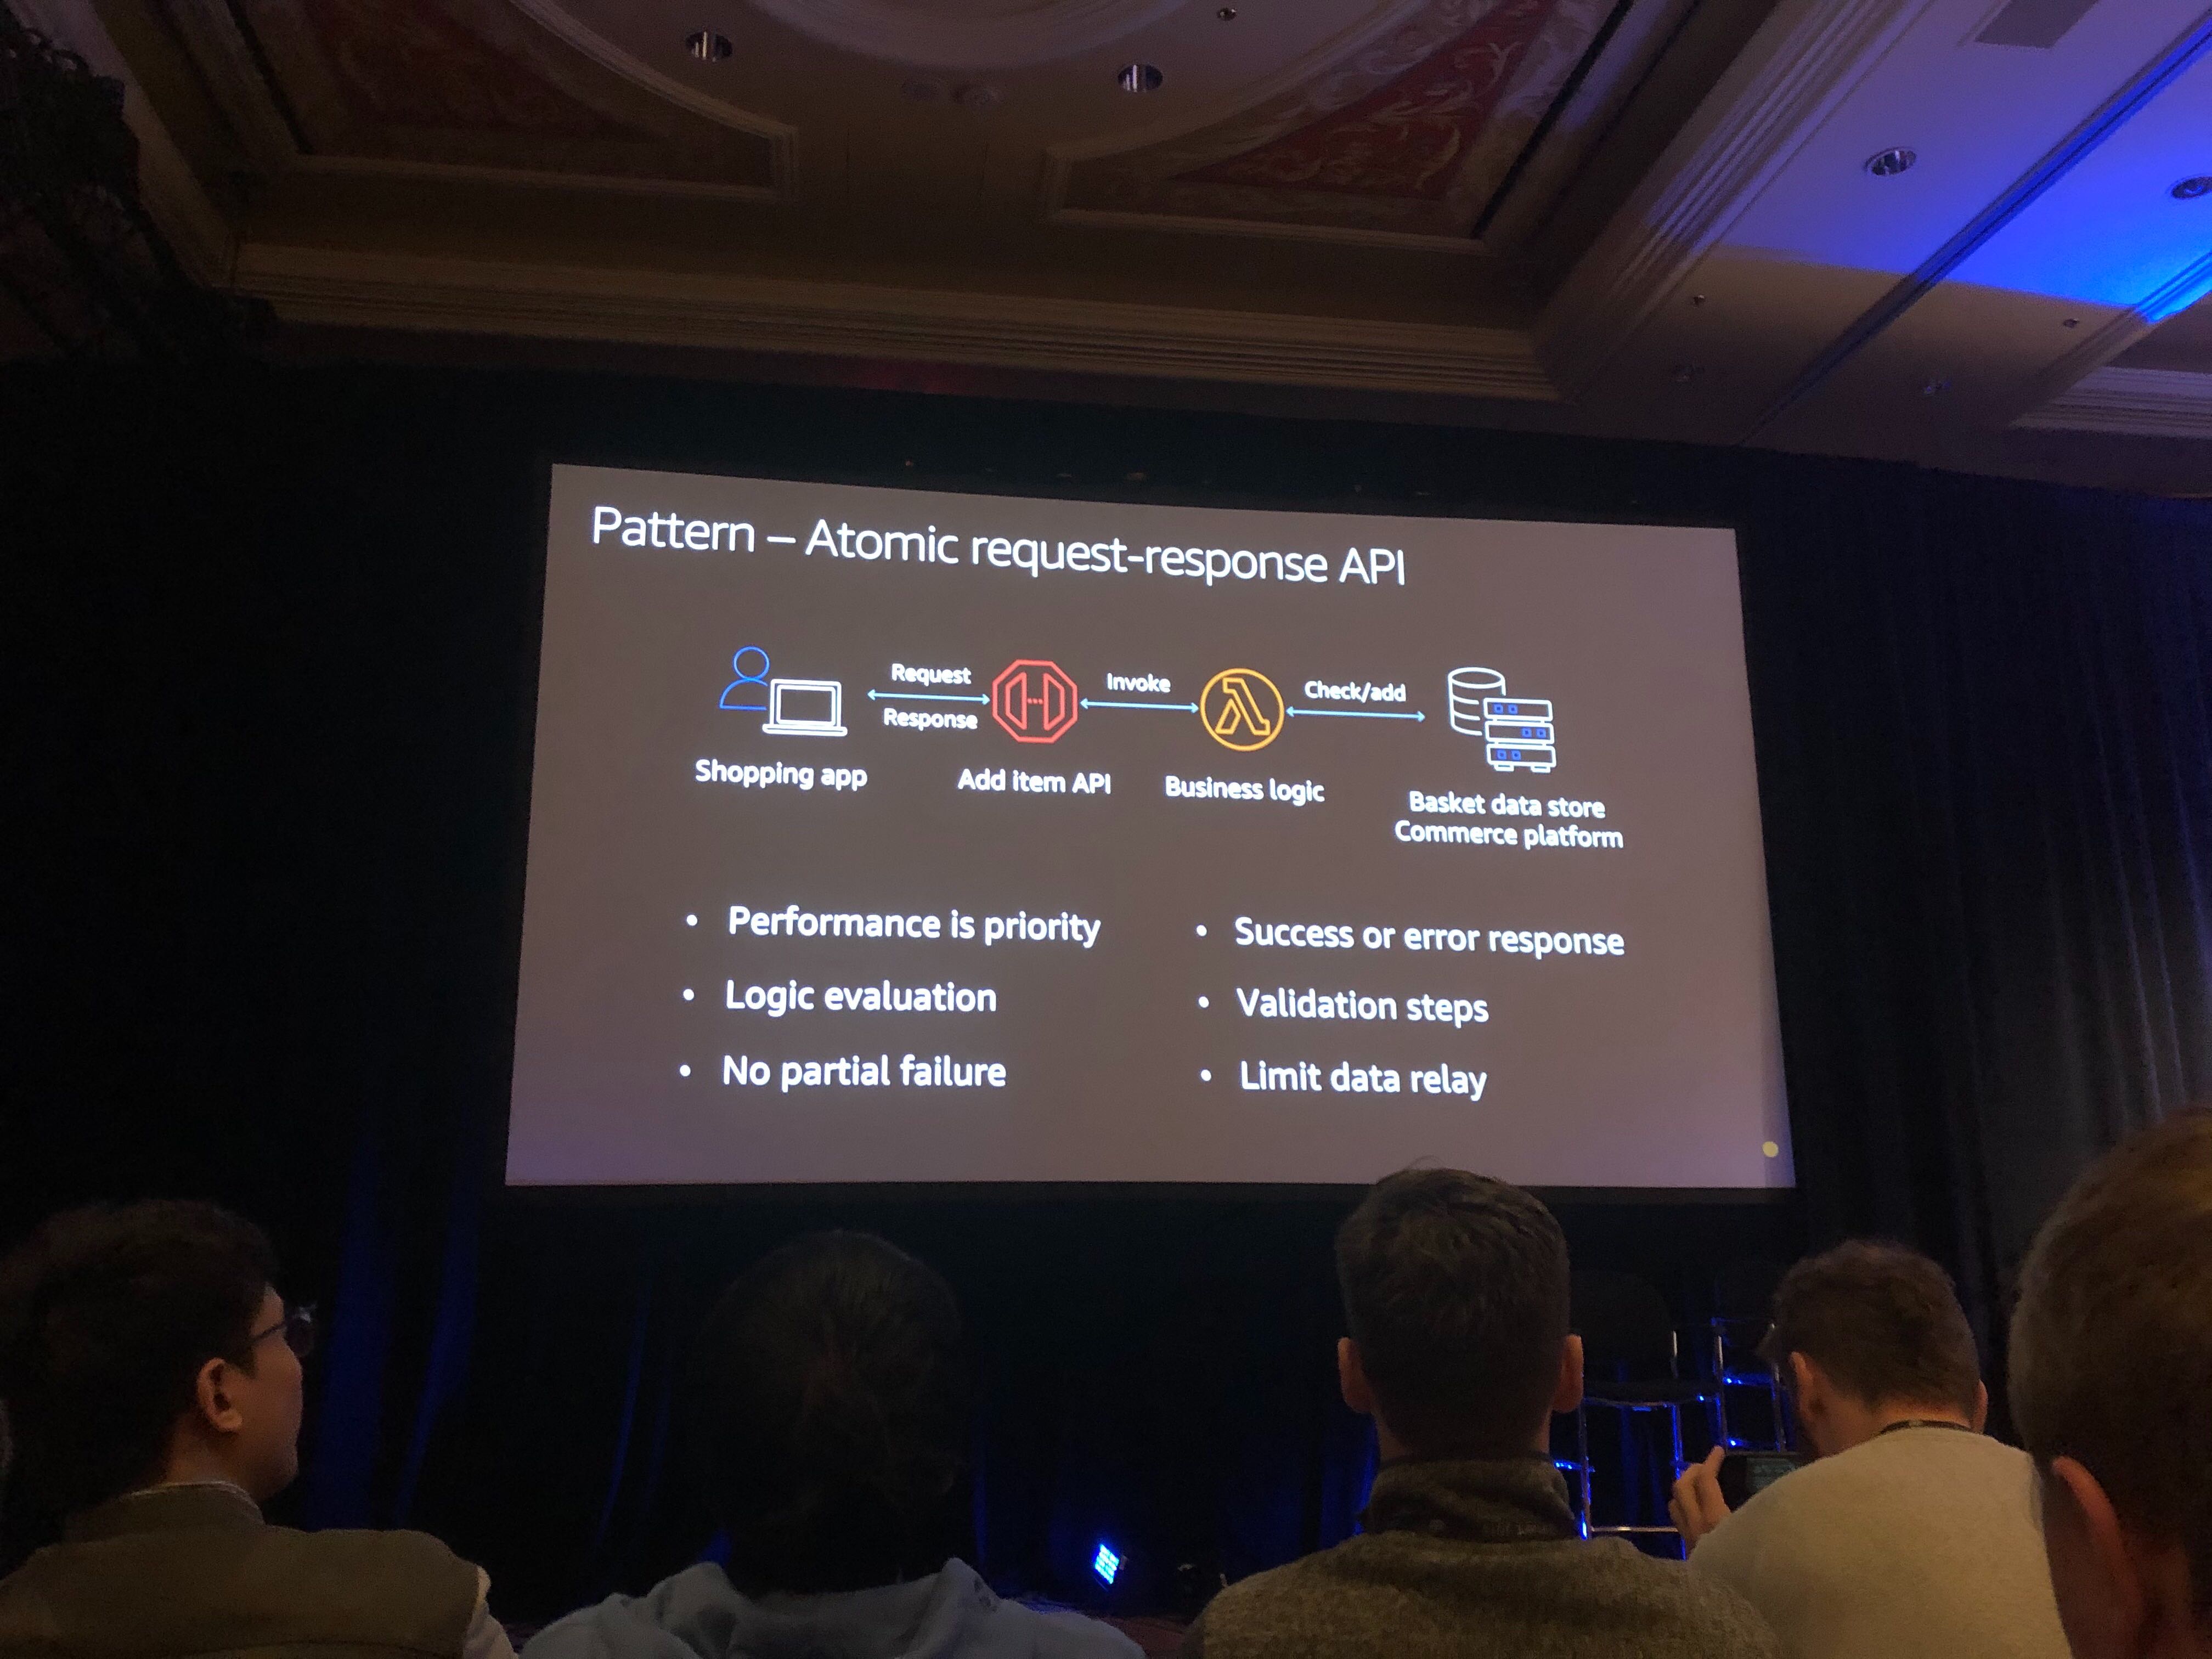 Pattern – Atomic request-response API
Request
Response
Invoke
Check/add
Shopping app
Add item API
Business logic
Basket data store
Commerce platform
• Performance is priority
• Logic evaluation
• No partial failure
• Success or error response
• Validation steps
• Limit data relay